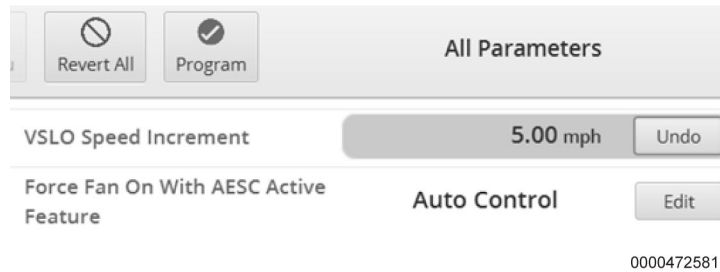 Revert All
Program
All Parameters
VSLO Speed Increment
5.00 mph
Undo
Force Fan On With AESC Active
Feature
Auto Control
Edit
0000472581